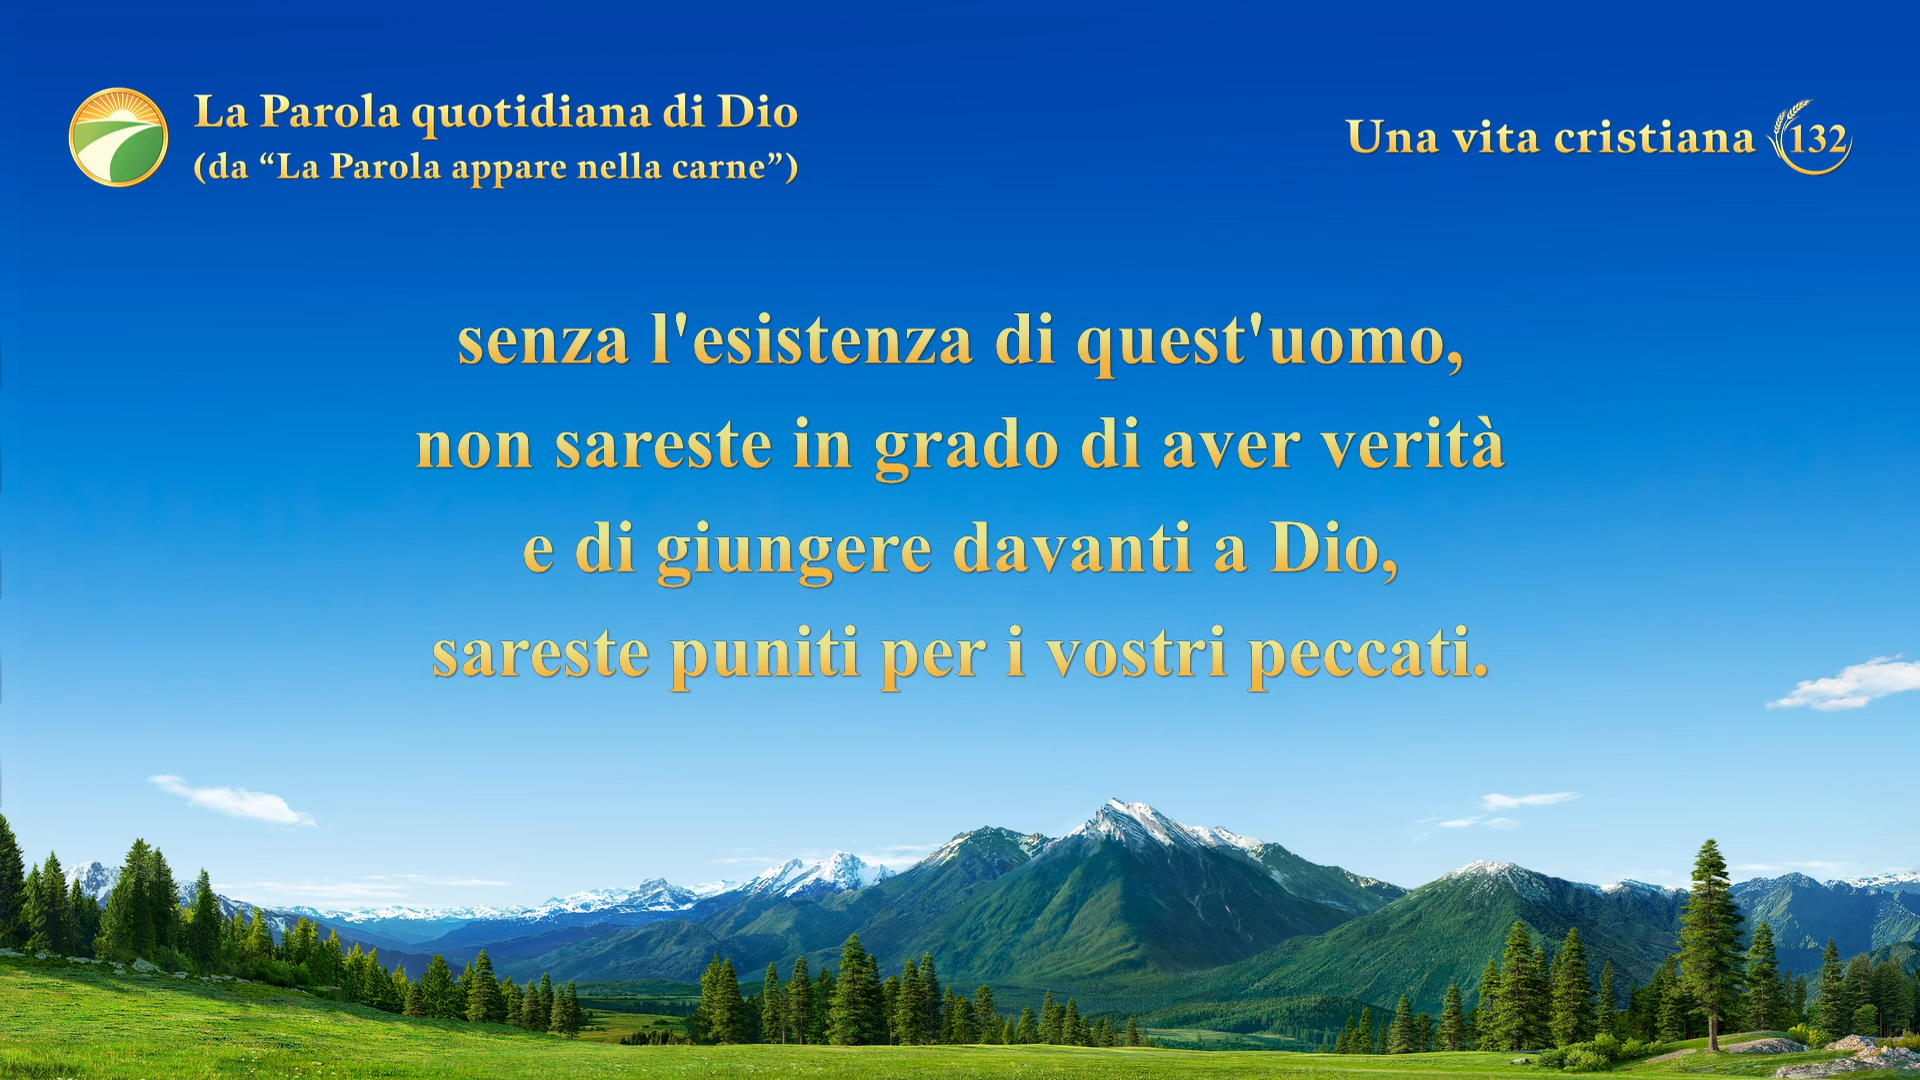 La Parola quotidiana di Dio
(da “La Parola appare nella carne”)
Una vita cristiana 132
senza l'esistenza di quest'uomo,
non sareste in grado di aver verità
e di giungere davanti a Dio,
sareste puniti per i vostri peccati.